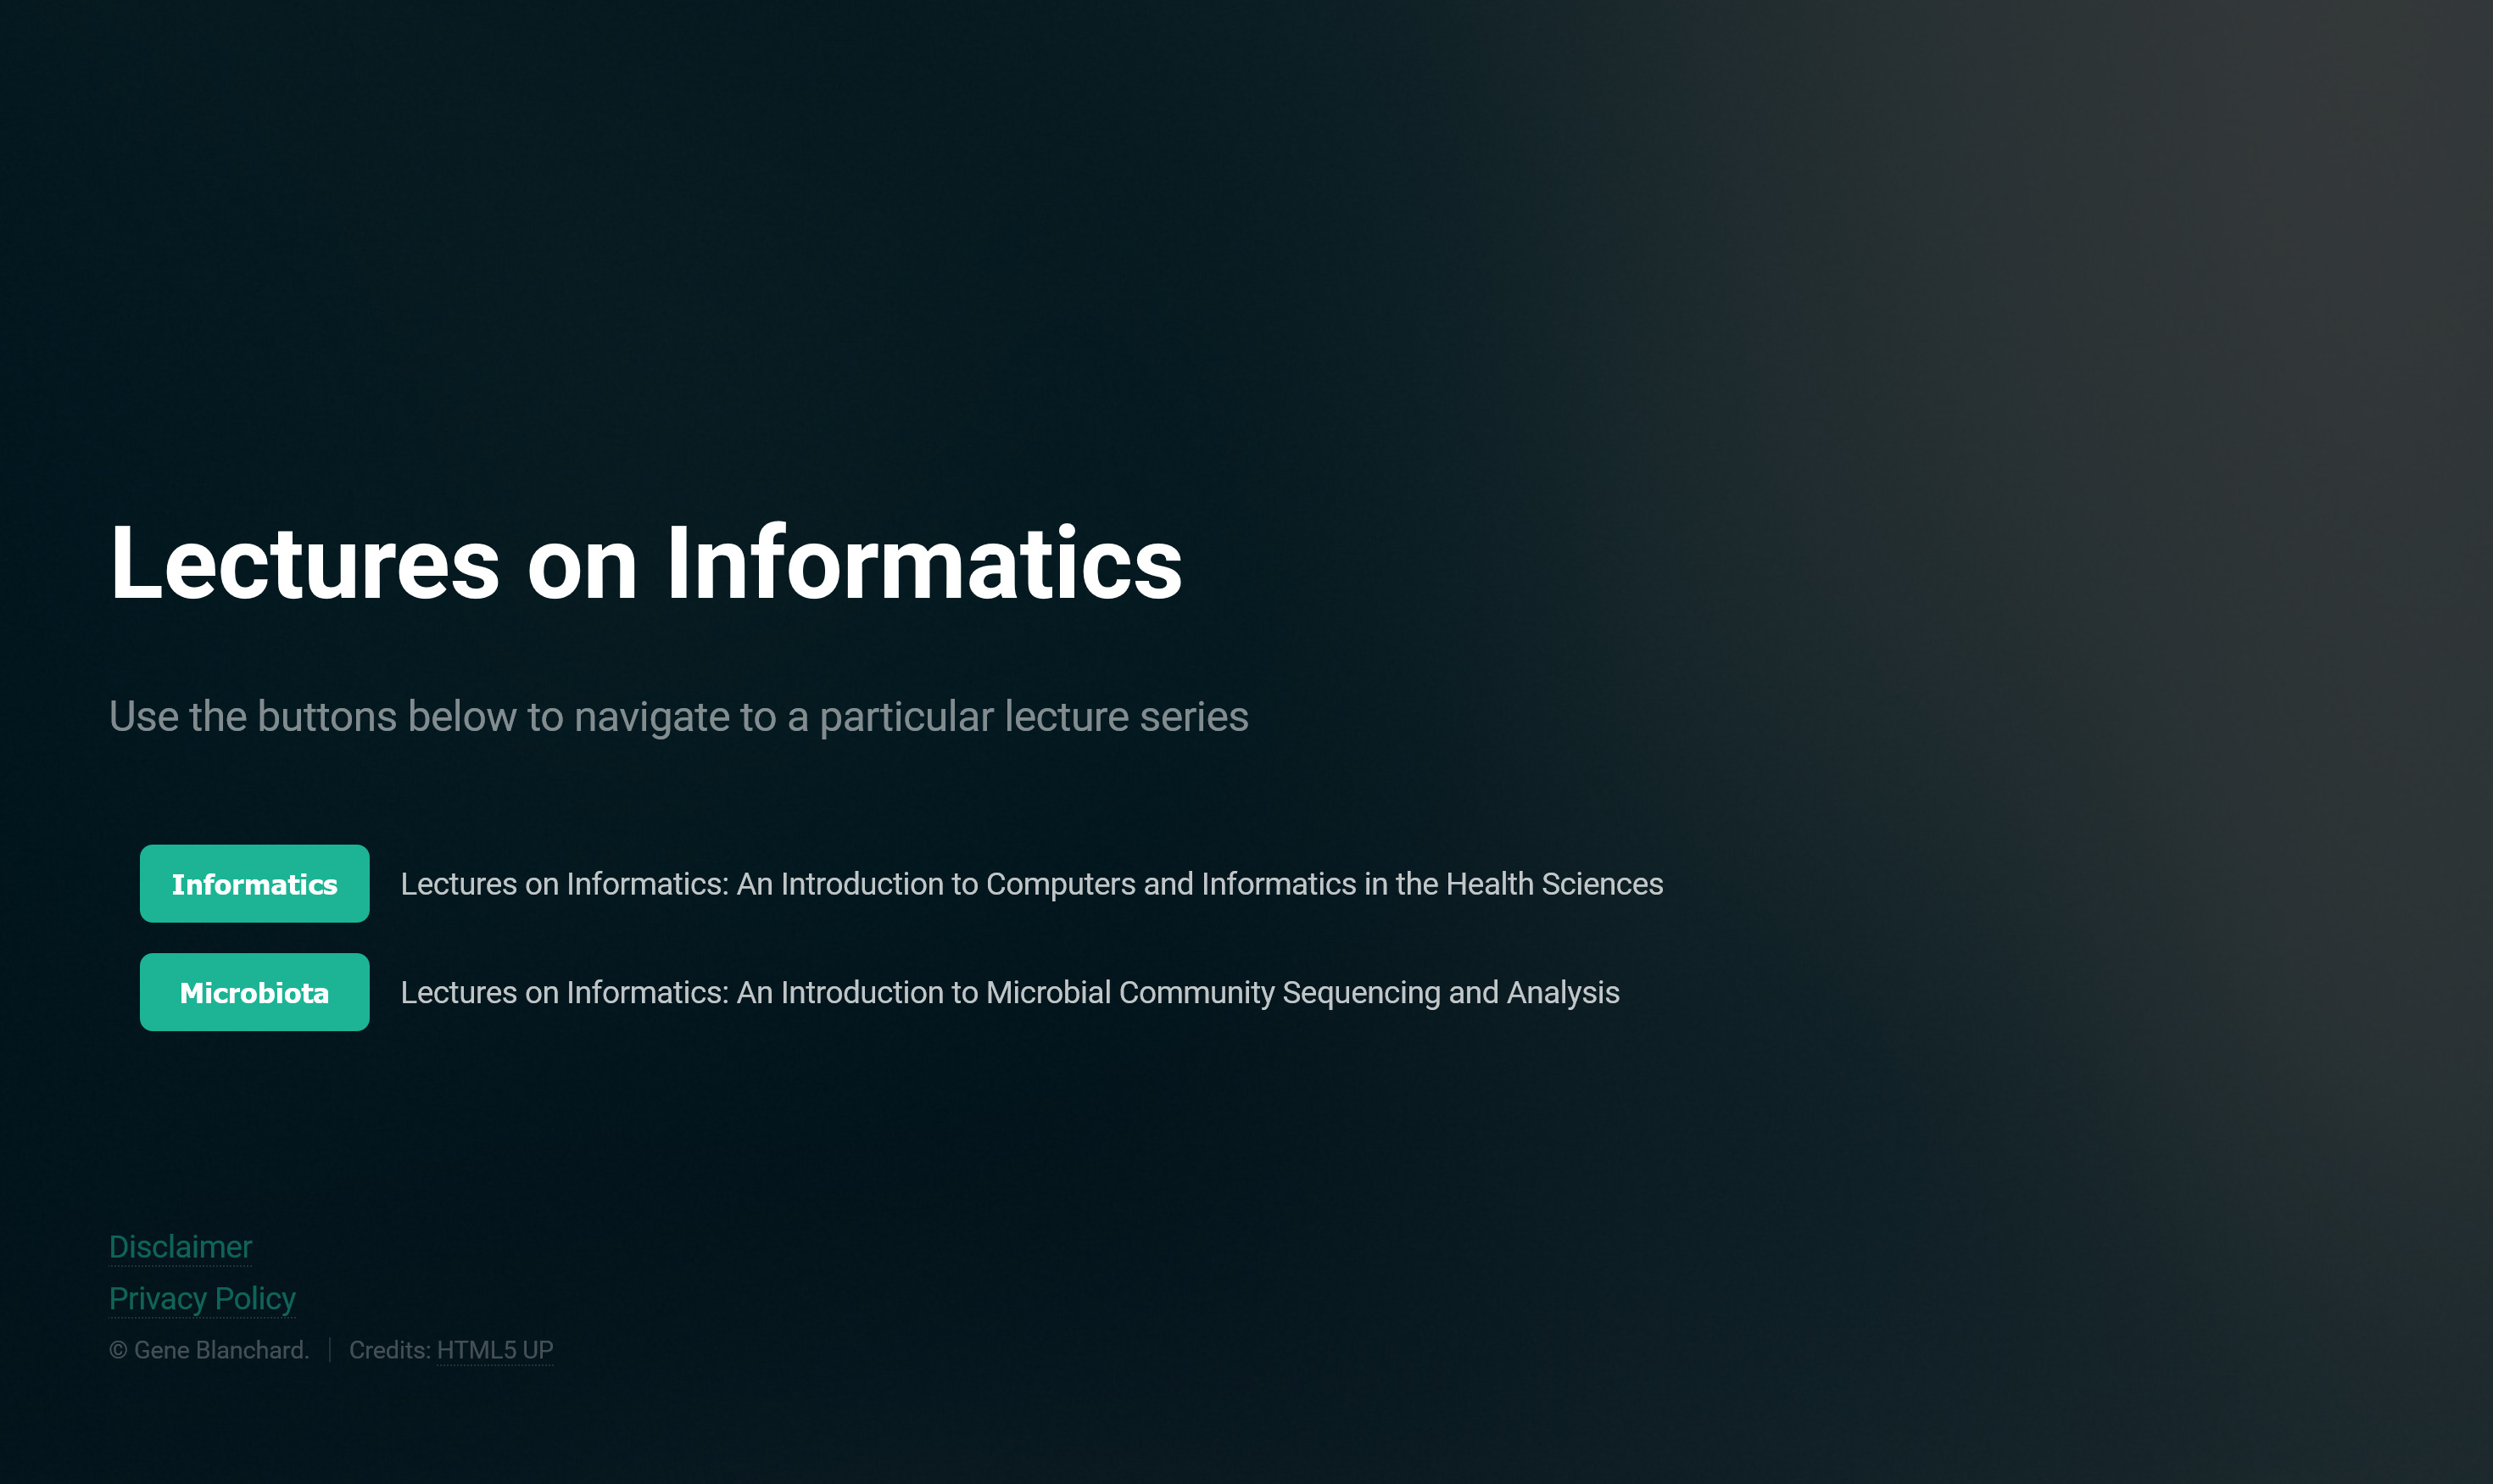 Lectures on Informatics
Use the buttons below to navigate to a particular lecture series
Informatics Lectures on Informatics: An Introduction to Computers and Informatics in the Health Sciences
Microbiota Lectures on Informatics: An Introduction to Microbial Community Sequencing and Analysis
Disclaimer
Privacy Policy
© Gene Blanchard. Credits: HTML5 UP